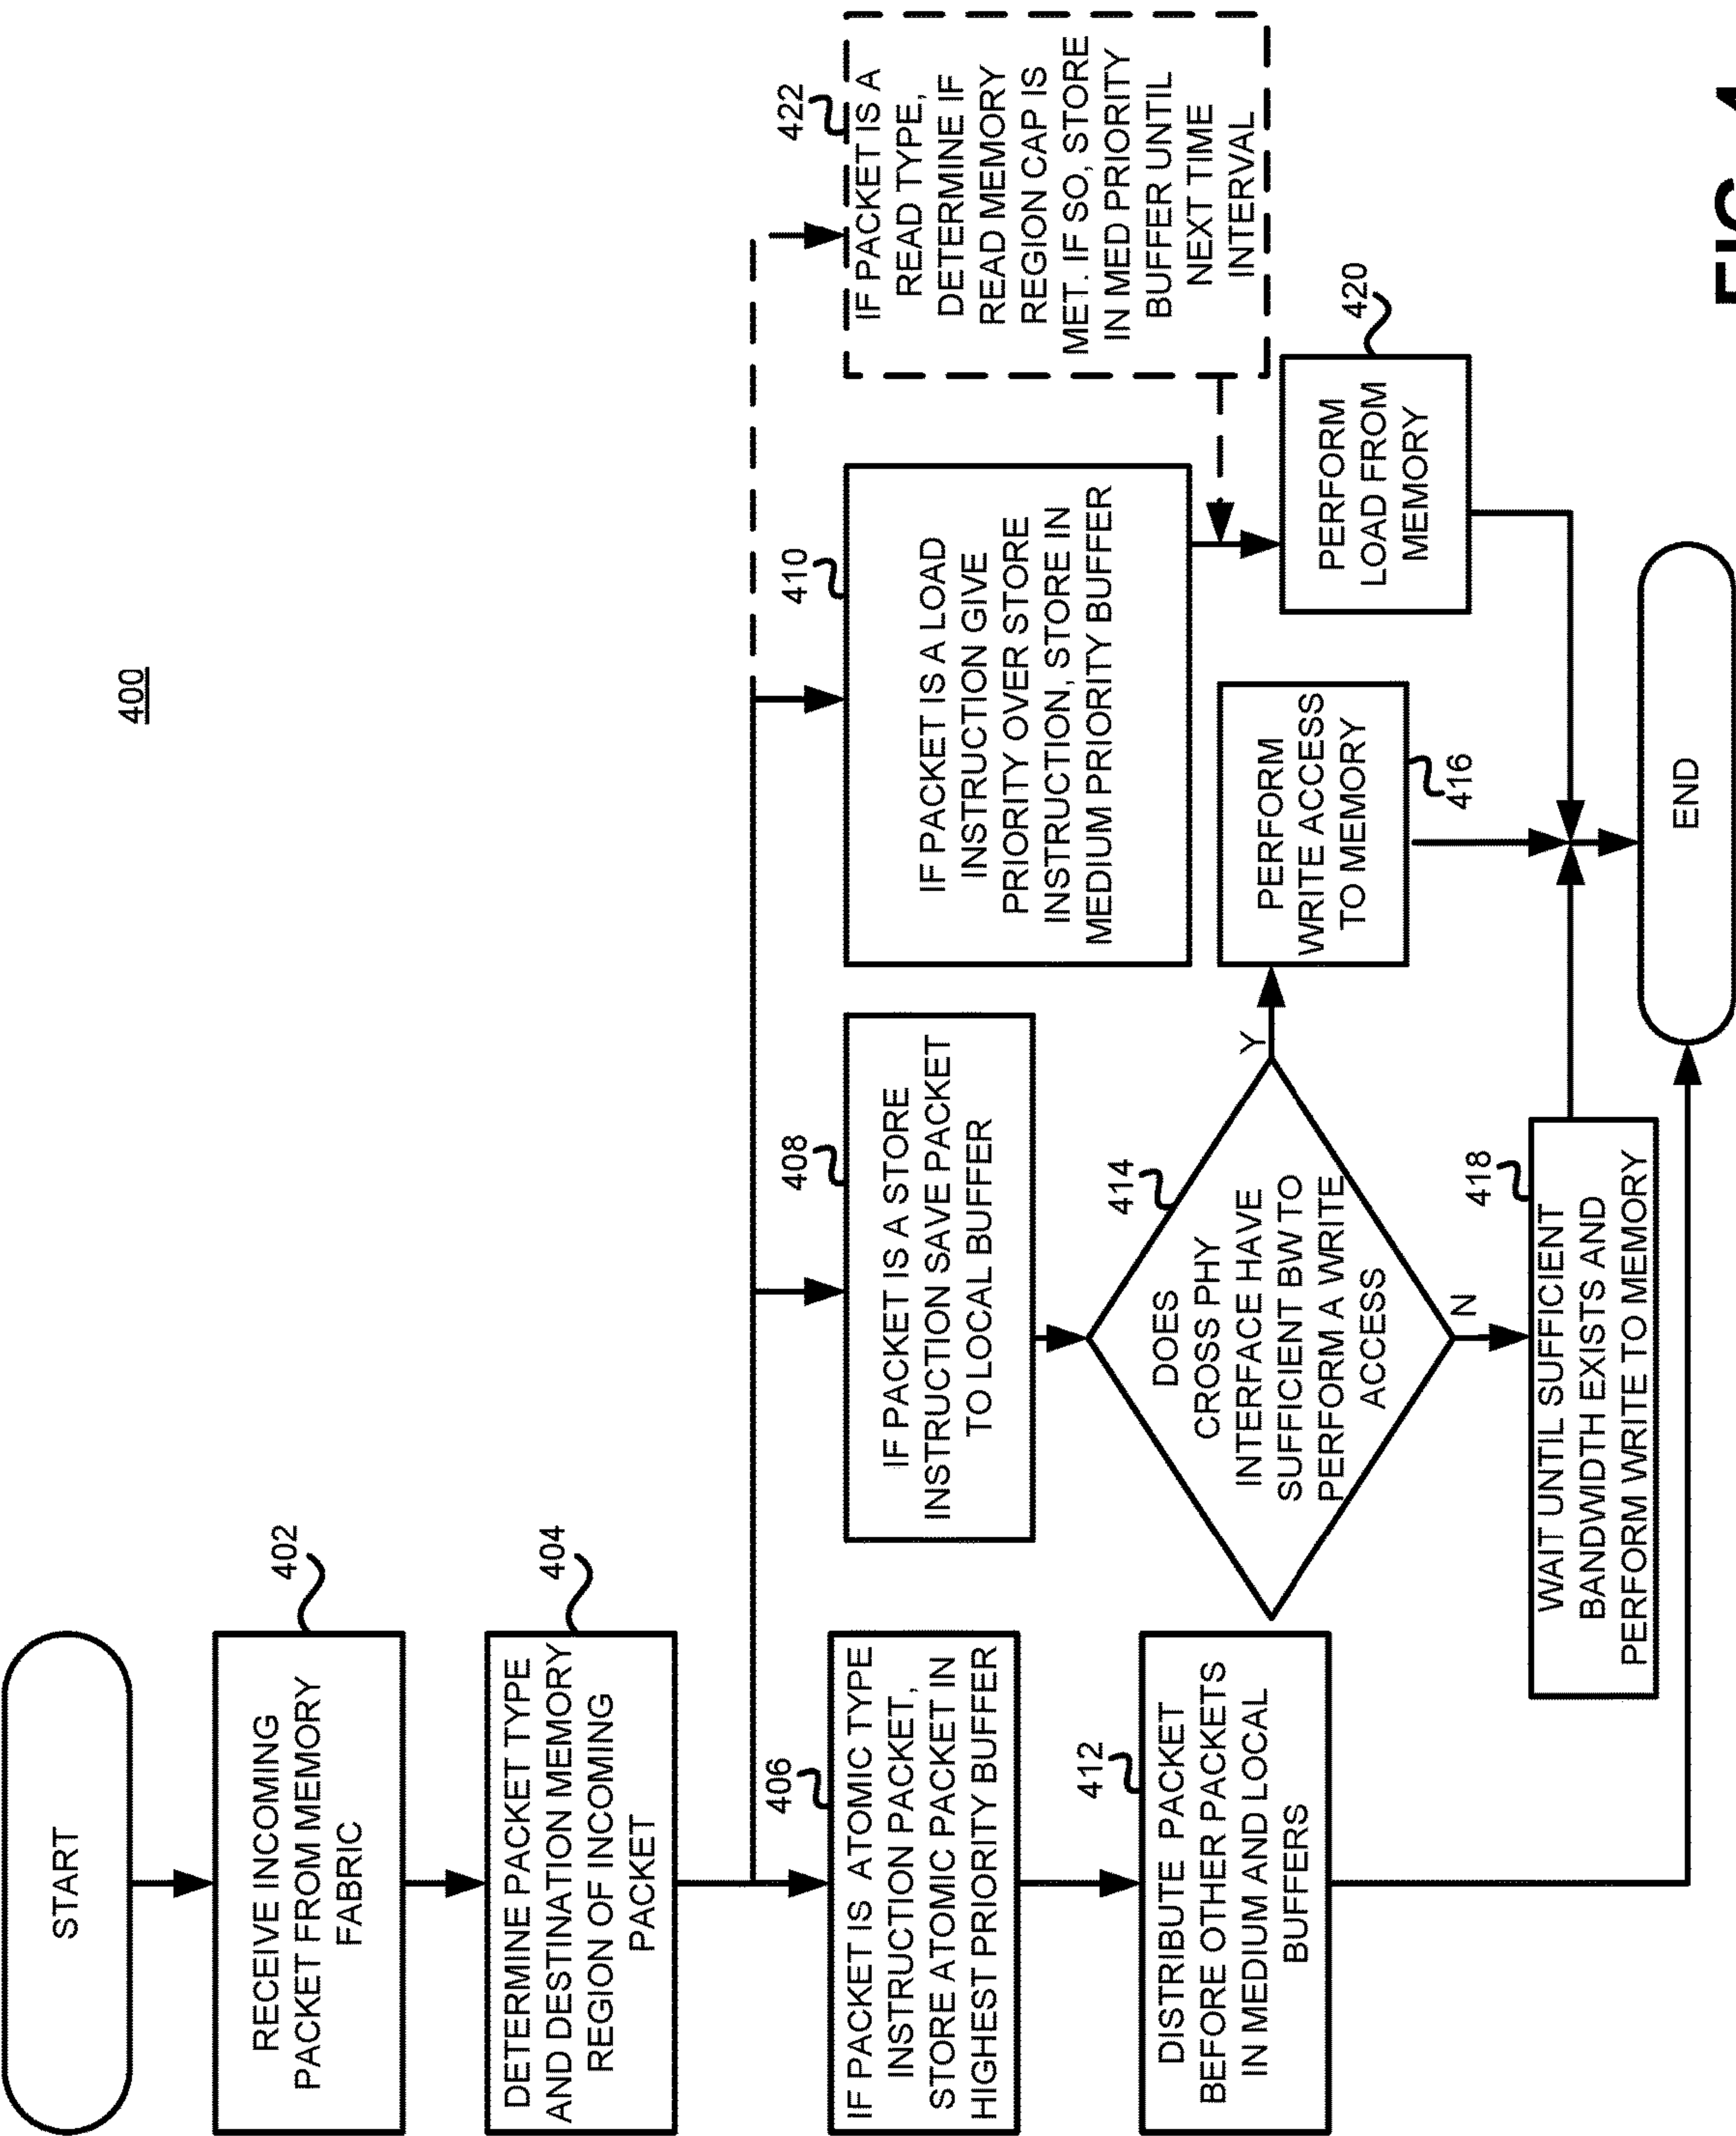 400
START
RECEIVE INCOMING
PACKET FROM MEMORY
FABRIC
402
DETERMINE PACKET TYPE
AND DESTINATION MEMORY
REGION OF INCOMING
PACKET
404
406
IF PACKET IS ATOMIC TYPE
INSTRUCTION PACKET,
STORE ATOMIC PACKET IN
HIGHEST PRIORITY BUFFER
408
IF PACKET IS A STORE
INSTRUCTION SAVE PACKET
TO LOCAL BUFFER
410
IF PACKET IS A LOAD
INSTRUCTION GIVE
PRIORITY OVER STORE
INSTRUCTION, STORE IN
MEDIUM PRIORITY BUFFER
422
IF PACKET IS A
READ TYPE,
DETERMINE IF
READ MEMORY
REGION CAP IS
MET. IF SO, STORE
IN MED PRIORITY
BUFFER UNTIL
NEXT TIME
INTERVAL
412
DISTRIBUTE PACKET
BEFORE OTHER PACKETS
IN MEDIUM AND LOCAL
BUFFERS
414
DOES
CROSS PHY
INTERFACE HAVE
SUFFICIENT BW TO
PERFORM A WRITE
ACCESS
Y
N
PERFORM
WRITE ACCESS
TO MEMORY
416
PERFORM
LOAD FROM
MEMORY
420
418
WAIT UNTIL SUFFICIENT
BANDWIDTH EXISTS AND
PERFORM WRITE TO MEMORY
END